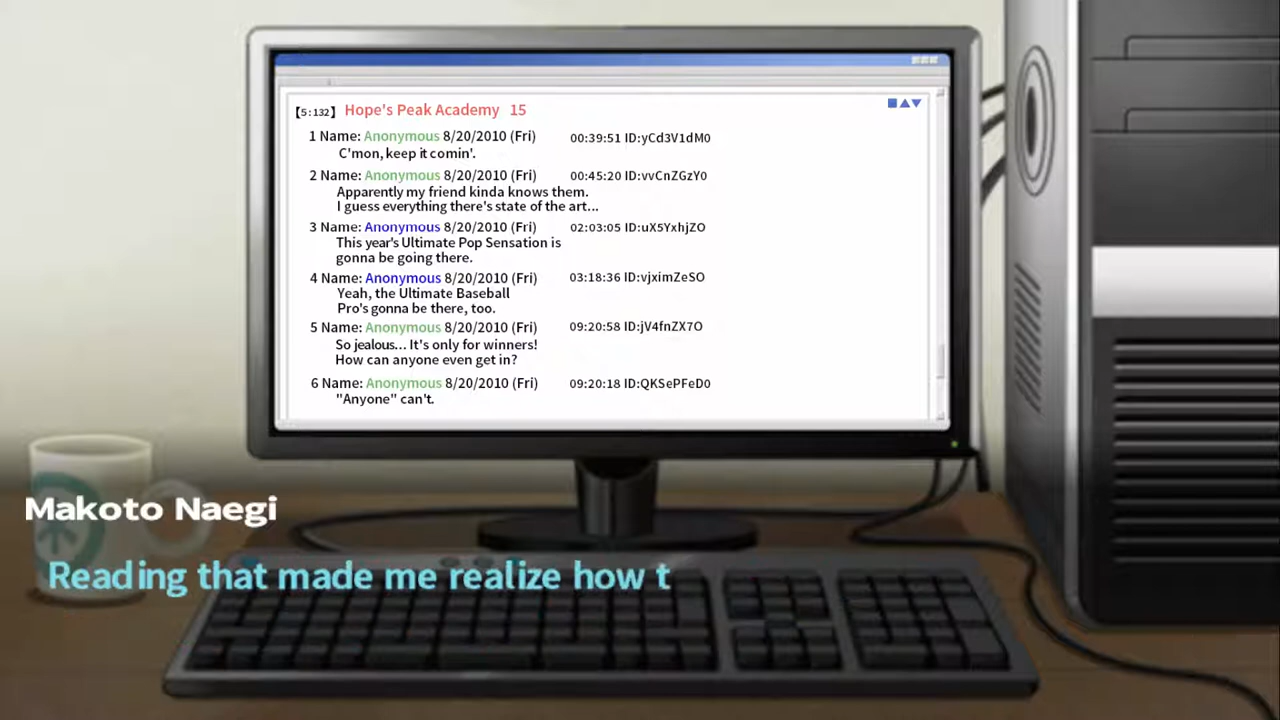 【5:132】 Hope's Peak Academy 15
1 Name: Anonymous 8/20/2010 (Fri) 00:39:51 ID:yCd3V1dM0
C'mon, keep it comin'.
2 Name: Anonymous 8/20/2010 (Fri) 00:45:20 ID:vvCnZGzY0
Apparently my friend kinda knows them.
I guess everything there's state of the art...
3 Name: Anonymous 8/20/2010 (Fri) 02:03:05 ID:uX5YxhjZO
This year's Ultimate Pop Sensation is
gonna be going there.
4 Name: Anonymous 8/20/2010 (Fri) 03:18:36 ID:vjximZeSO
Yeah, the Ultimate Baseball
Pro's gonna be there, too.
5 Name: Anonymous 8/20/2010 (Fri) 09:20:58 ID:jV4fnZX7O
So jealous... It's only for winners!
How can anyone even get in?
6 Name: Anonymous 8/20/2010 (Fri) 09:20:18 ID:QKSePFeD0
"Anyone" can't.
Makoto Naegi
Reading that made me realize how t